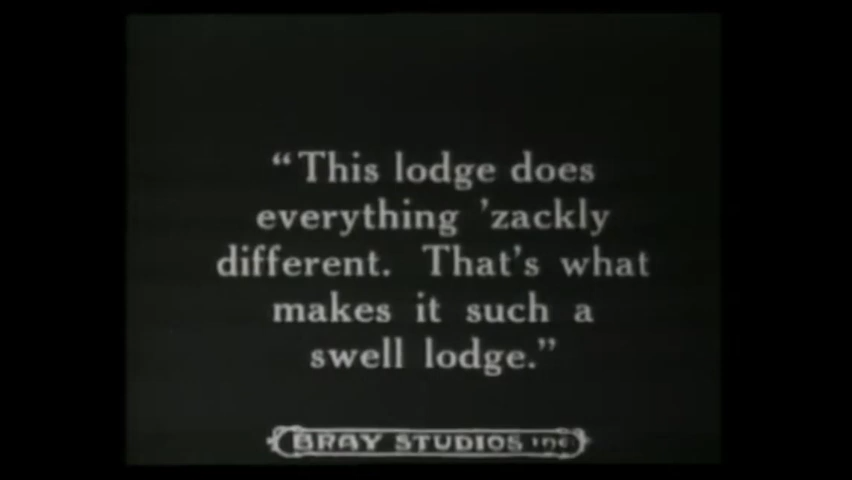 “This lodge does
everything ’zackly
different. That’s what
makes it such a
swell lodge.”
BRAY STUDIOS INC